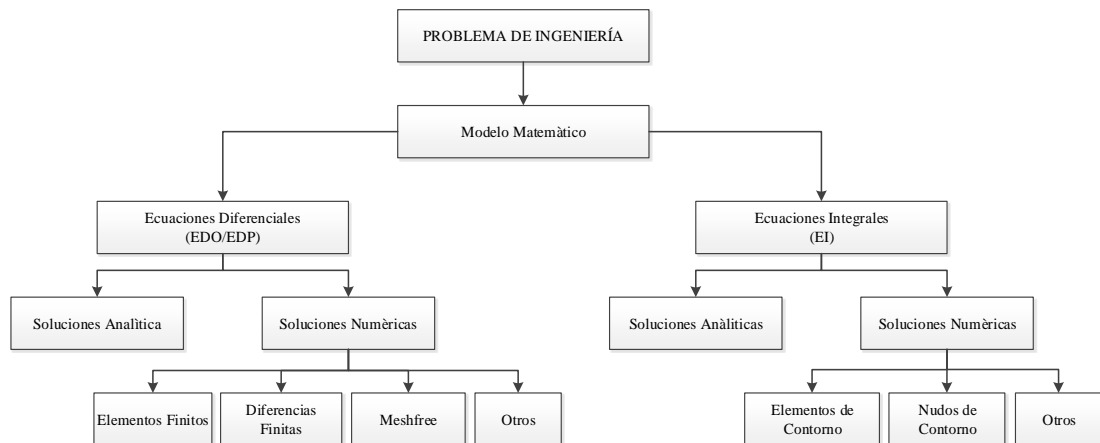 PROBLEMA DE INGENIERÍA
Modelo Matemàtico
Ecuaciones Diferenciales
(EDO/EDP)
Ecuaciones Integrales
(EI)
Soluciones Analìtica
Soluciones Numèricas
Soluciones Anàliticas
Soluciones Numèricas
Elementos Finitos
Diferencias
Finitas
Meshfree
Otros
Elementos de
Contorno
Nudos de
Contorno
Otros